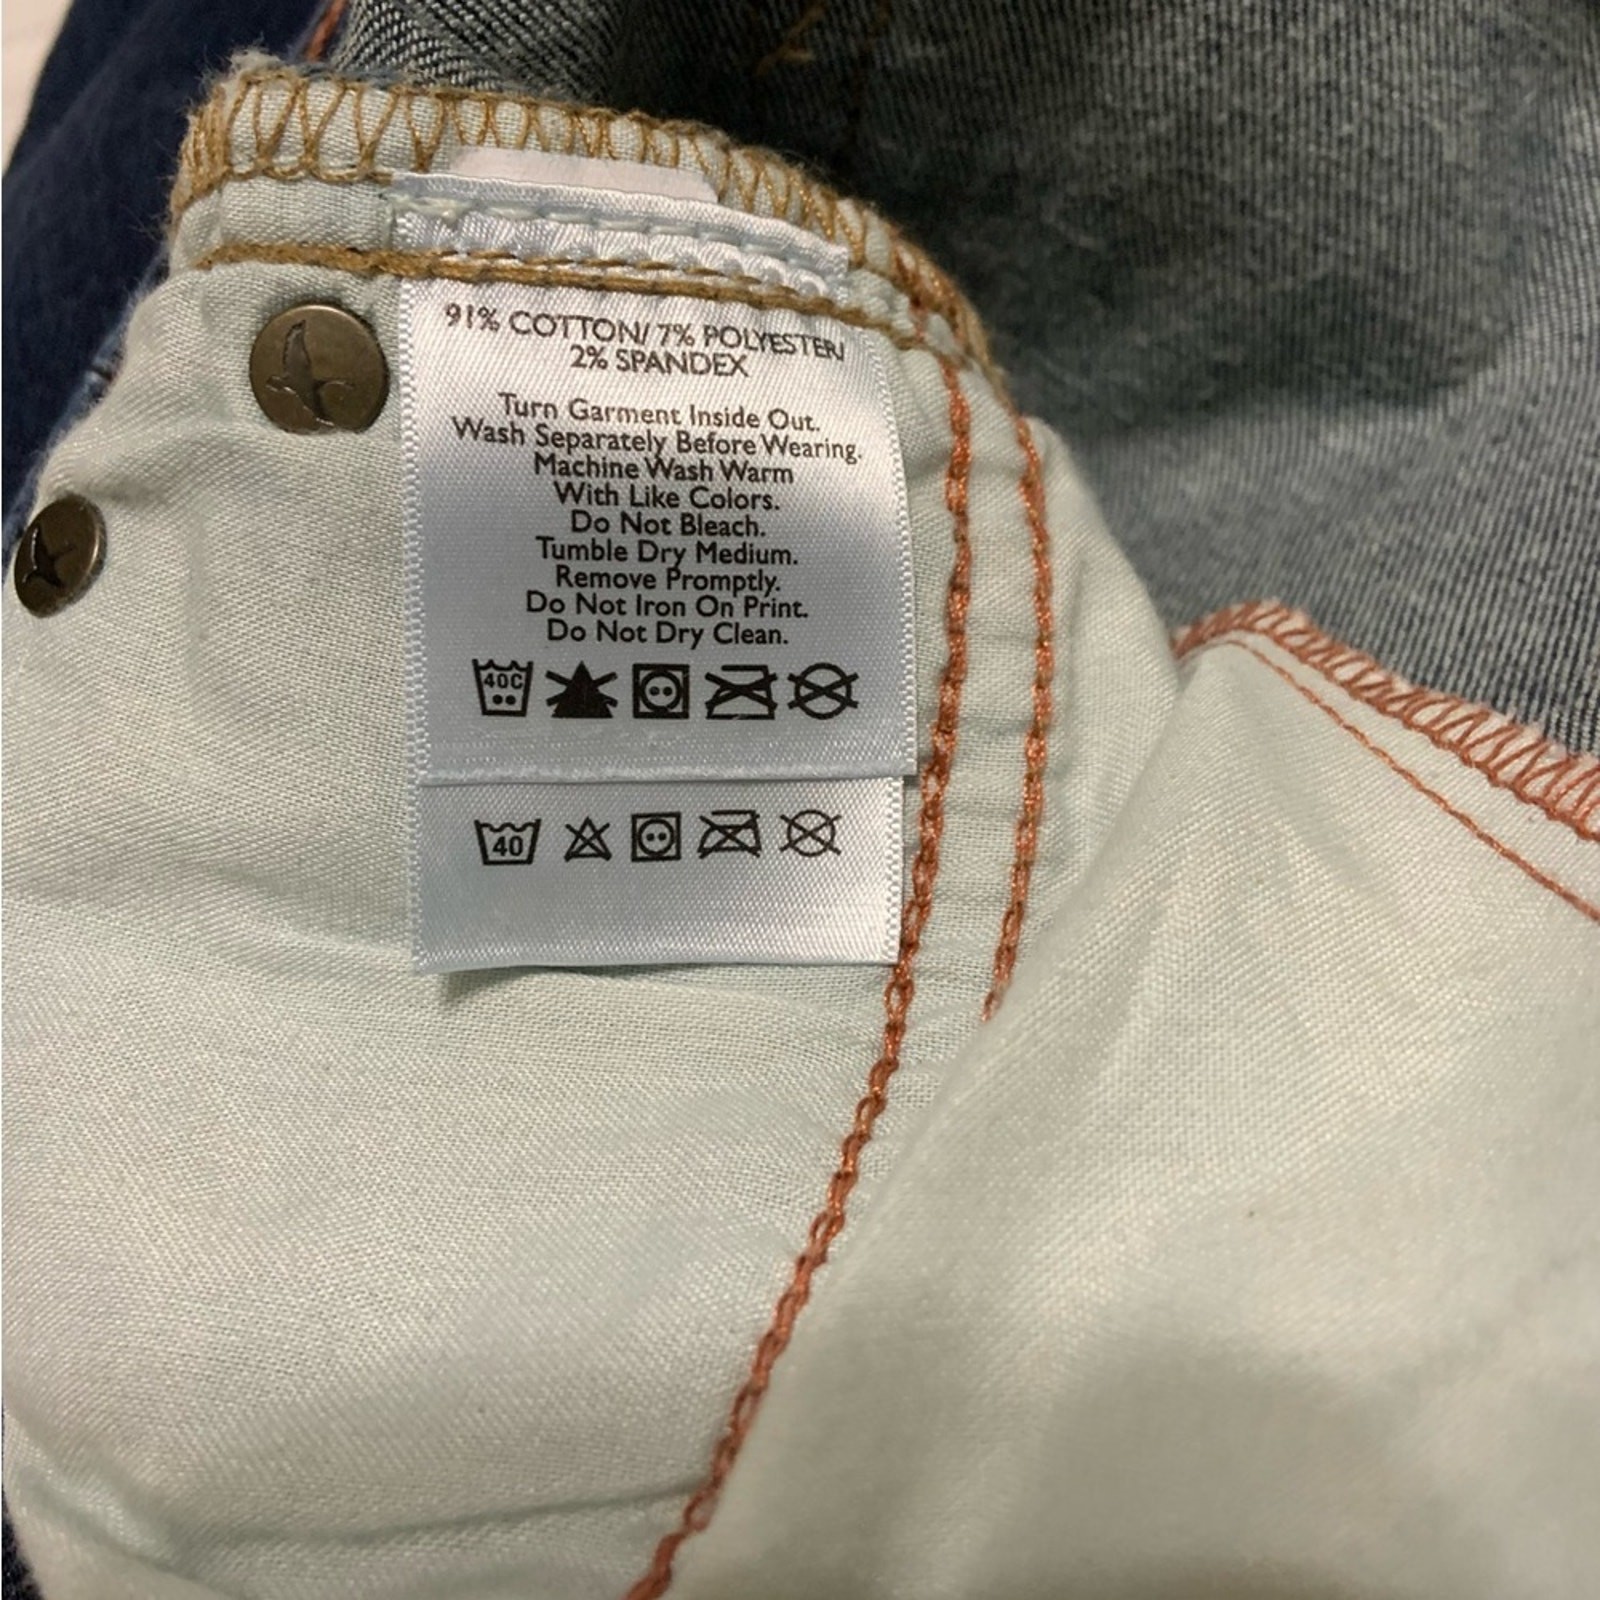 91% COTTON/ 7% POLYESTER/
2% SPANDEX
Turn Garment Inside Out.
Wash Separately Before Wearing.
Machine Wash Warm
With Like Colors.
Do Not Bleach.
Tumble Dry Medium.
Remove Promptly.
Do Not Iron On Print.
Do Not Dry Clean.
40C
40